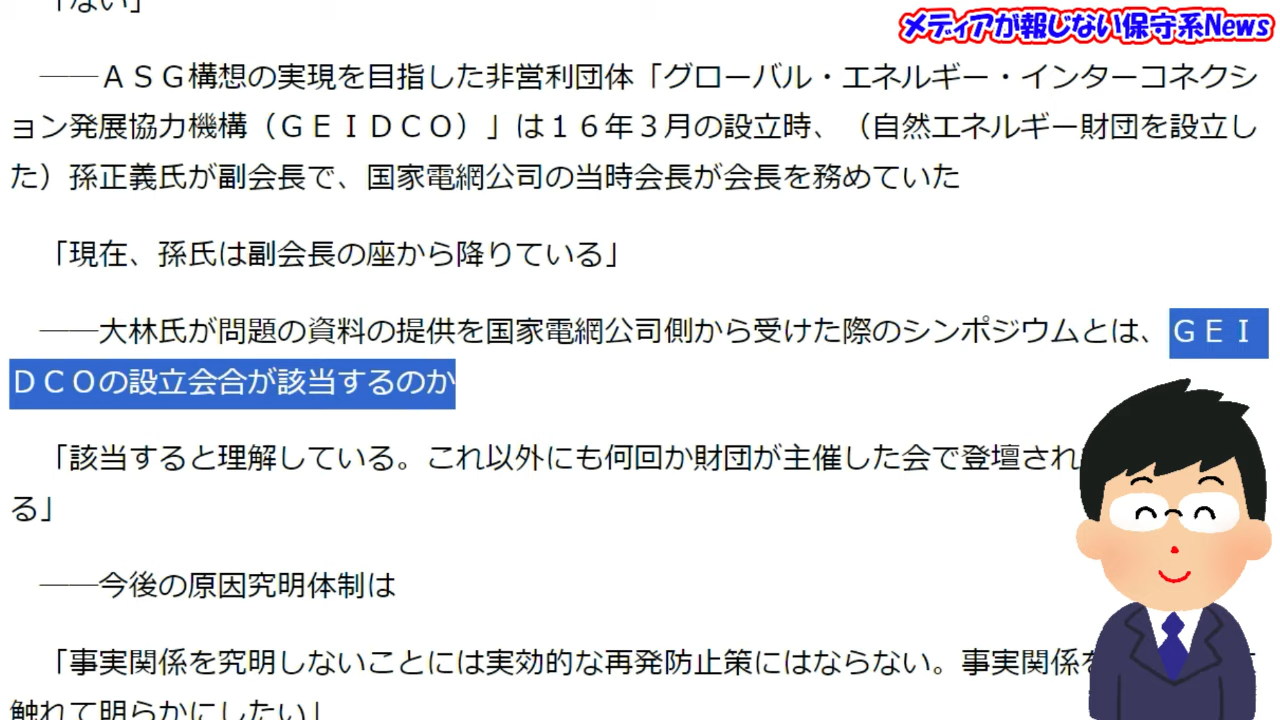 「ない」
メディアが報じない保守系News
――ＡＳＧ構想の実現を目指した非営利団体「グローバル・エネルギー・インターコネクシ
ョン発展協力機構（ＧＥＩＤＣＯ）」は１６年３月の設立時、（自然エネルギー財団を設立し
た）孫正義氏が副会長で、国家電網公司の当時会長が会長を務めていた
「現在、孫氏は副会長の座から降りている」
――大林氏が問題の資料の提供を国家電網公司側から受けた際のシンポジウムとは、ＧＥＩ
ＤＣＯの設立会合が該当するのか
「該当すると理解している。これ以外にも何回か財団が主催した会で登壇され
る」
――今後の原因究明体制は
「事実関係を究明しないことには実効的な再発防止策にはならない。事実関係を
触れて明らかにしたい」